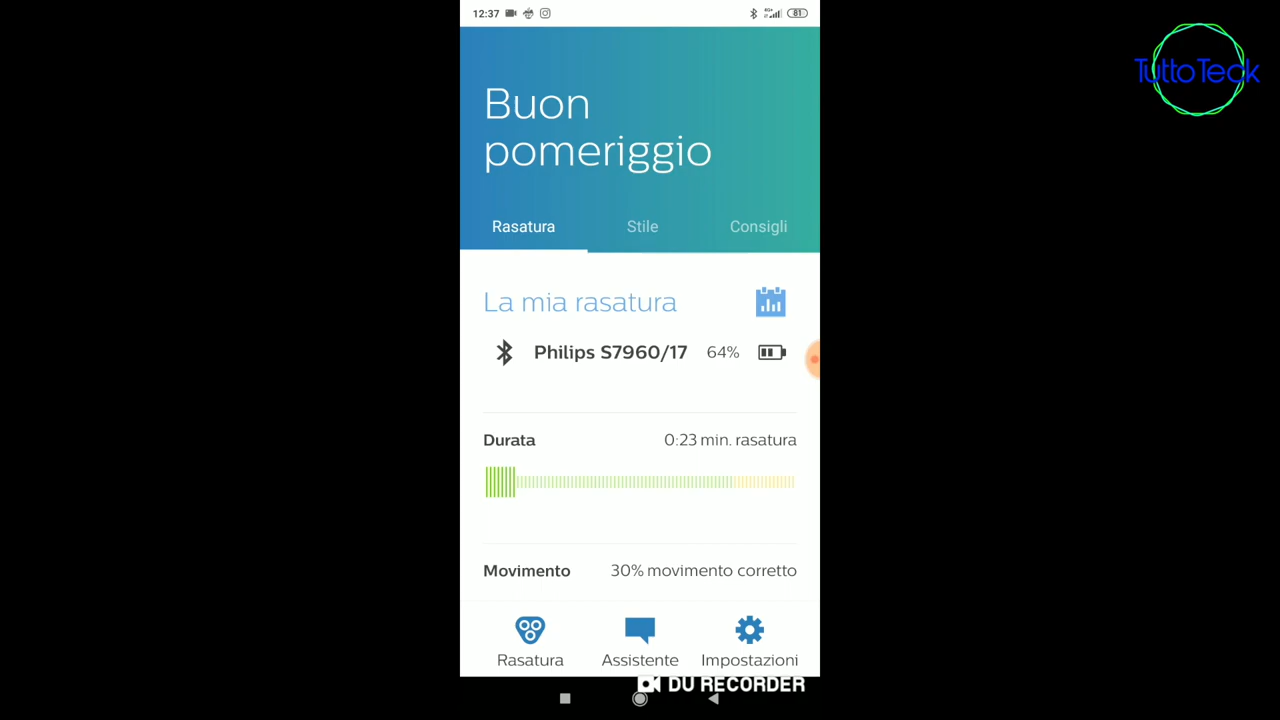 12:37
4G+
81
TuttoTeck
Buon
pomeriggio
Rasatura Stile Consigli
La mia rasatura
Philips S7960/17 64%
Durata 0:23 min. rasatura
Movimento 30% movimento corretto
Rasatura Assistente Impostazioni
DU RECORDER